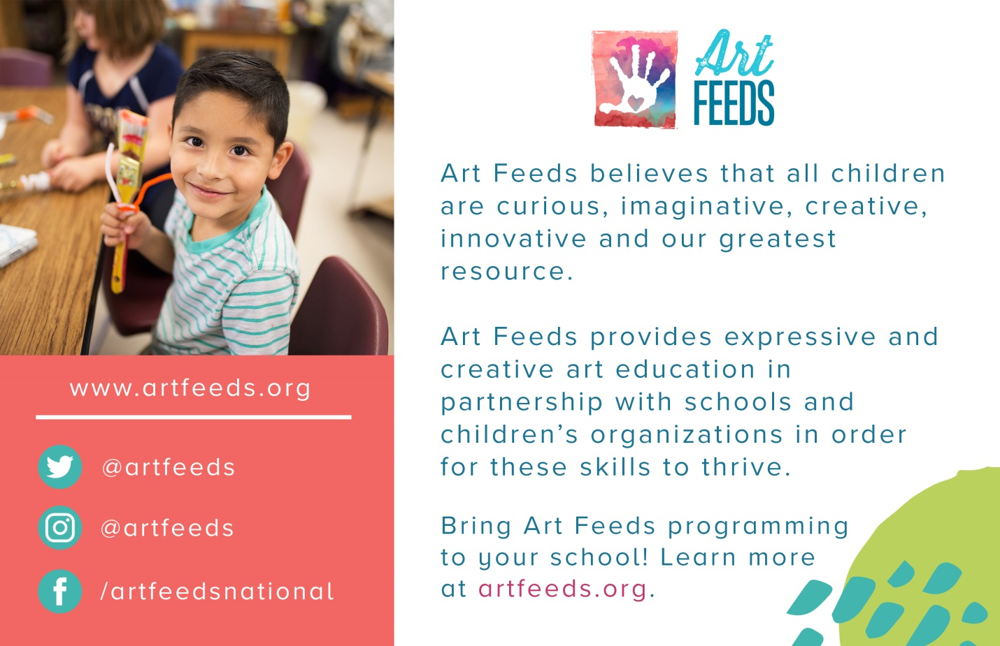 Art
FEEDS
Art Feeds believes that all children
are curious, imaginative, creative,
innovative and our greatest
resource.
Art Feeds provides expressive and
creative art education in
partnership with schools and
children’s organizations in order
for these skills to thrive.
Bring Art Feeds programming
to your school! Learn more
at artfeeds.org.
www.artfeeds.org
@artfeeds
@artfeeds
/artfeedsnational